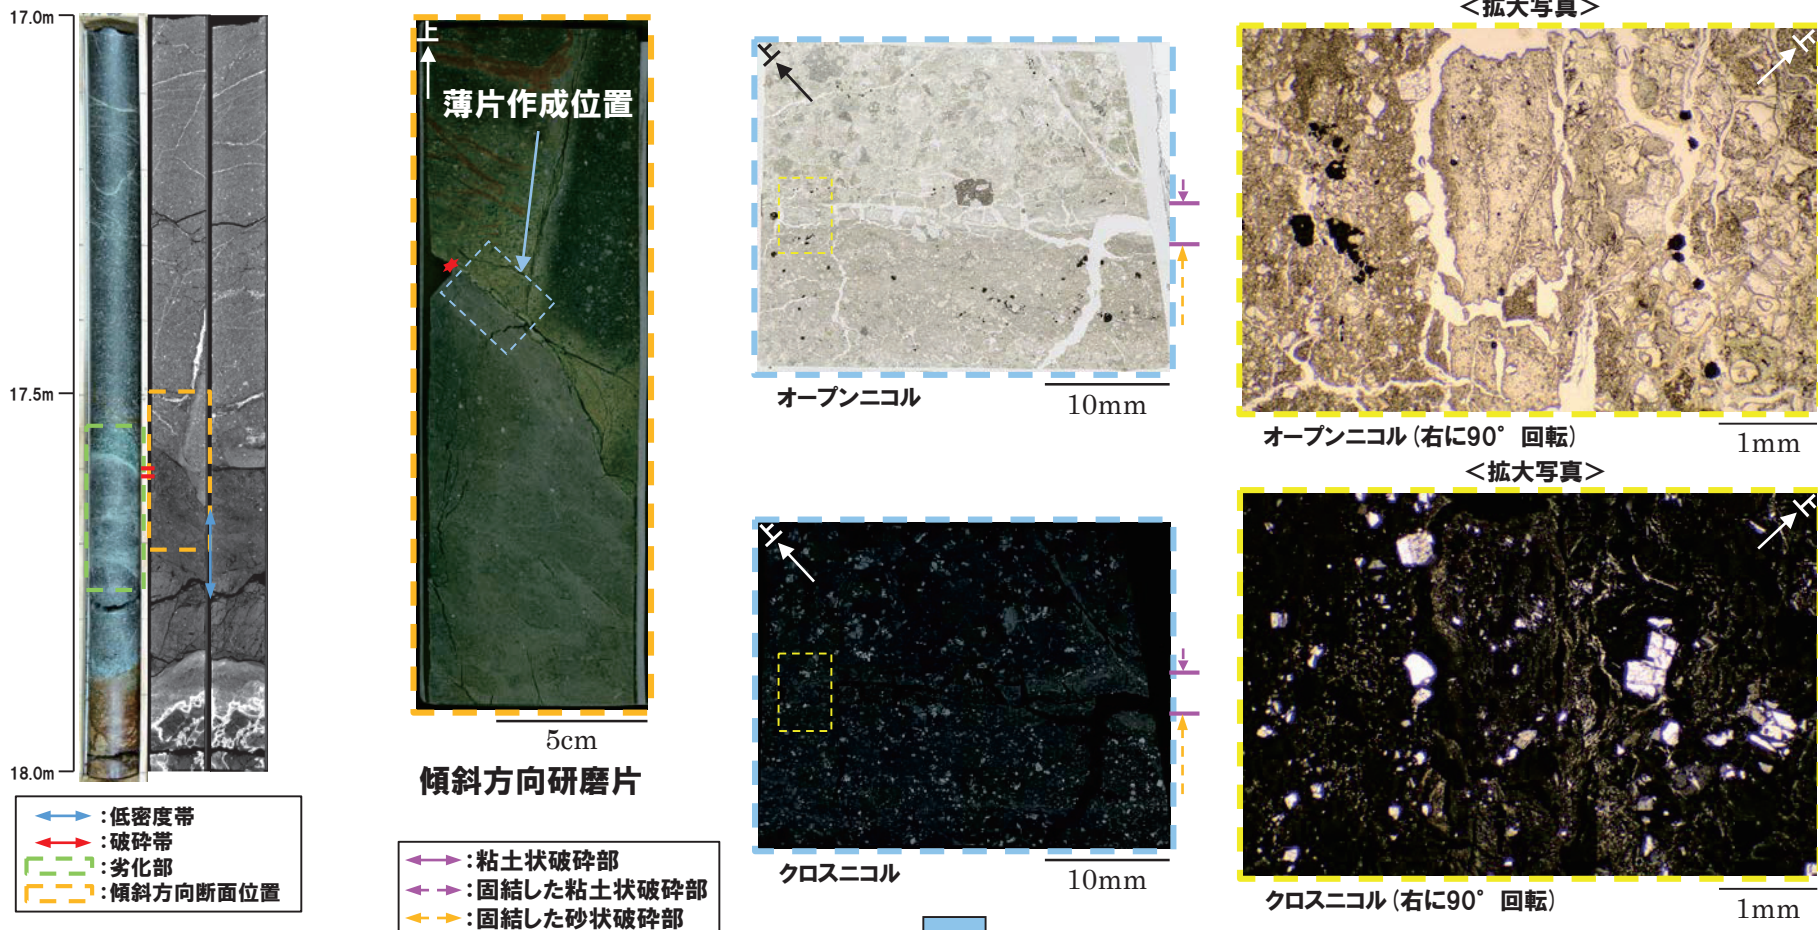 17.0m
17.5m
18.0m
:低密度帯
:破砕帯
:劣化部
:傾斜方向断面位置
上
薄片作成位置
5cm
傾斜方向研磨片
:粘土状破砕部
:固結した粘土状破砕部
:固結した砂状破砕部
上
オープンニコル
10mm
上
クロスニコル
10mm
<拡大写真>
上
オープンニコル(右に90°回転)
1mm
<拡大写真>
上
クロスニコル(右に90°回転)
1mm